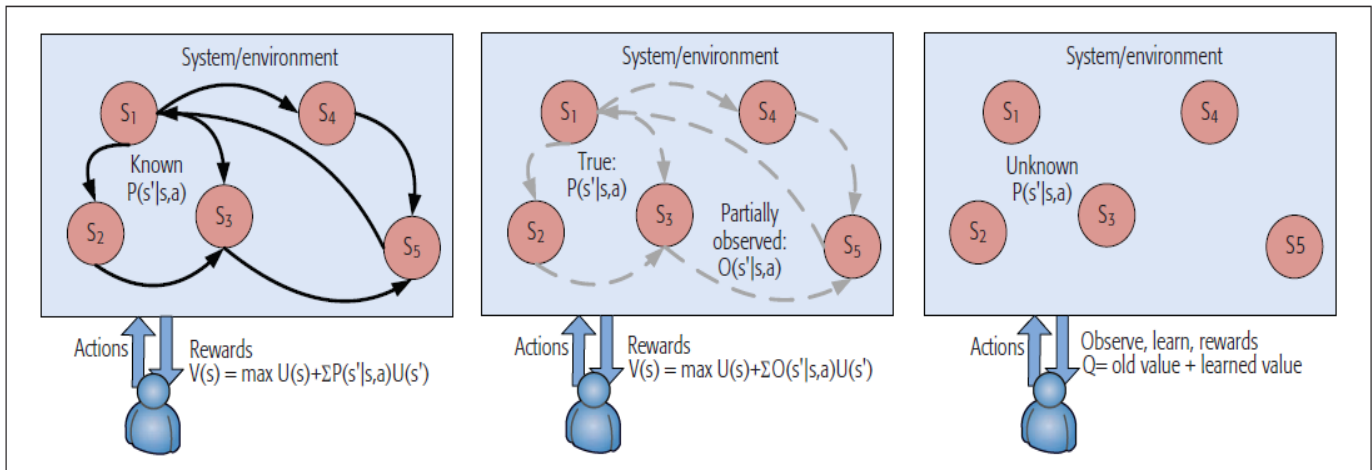 System/environment
S₁
S₄
Known
P(s'|s,a)
S₂
S₃
S₅
Actions
Rewards
V(s) = max U(s)+ΣP(s'|s,a)U(s')
System/environment
S₁
S₄
True:
P(s'|s,a)
S₂
S₃
Partially
observed:
O(s'|s,a)
S₅
Actions
Rewards
V(s) = max U(s)+ΣO(s'|s,a)U(s')
System/environment
S₁
S₄
Unknown
P(s'|s,a)
S₂
S₃
S5
Actions
Observe, learn, rewards
Q= old value + learned value